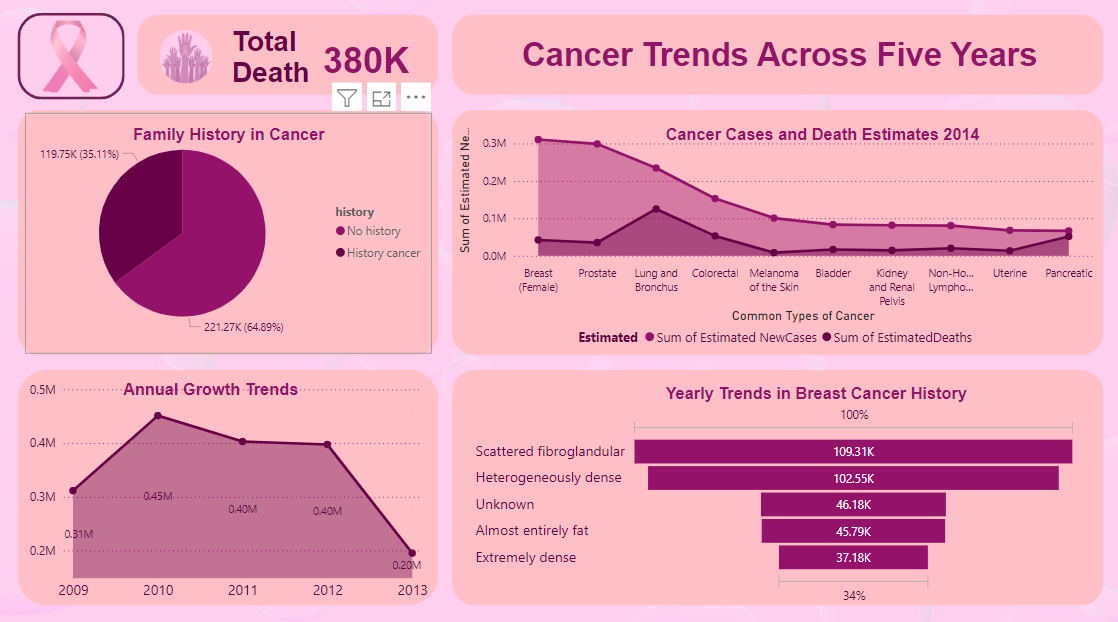 Total
Death
380K
Cancer Trends Across Five Years
Family History in Cancer
119.75K (35.11%)
221.27K (64.89%)
history
No history
History cancer
Cancer Cases and Death Estimates 2014
Sum of Estimated Ne...
0.3M
0.2M
0.1M
0.0M
Breast
(Female)
Prostate
Lung and
Bronchus
Colorectal
Melanoma
of the Skin
Bladder
Kidney
and Renal
Pelvis
Non-Ho...
Lympho...
Uterine
Pancreatic
Common Types of Cancer
Estimated Sum of Estimated NewCases Sum of EstimatedDeaths
Annual Growth Trends
0.5M
0.4M
0.3M
0.2M
0.31M
0.45M
0.40M
0.40M
0.20M
2009 2010 2011 2012 2013
Yearly Trends in Breast Cancer History
100%
Scattered fibroglandular 109.31K
Heterogeneously dense 102.55K
Unknown 46.18K
Almost entirely fat 45.79K
Extremely dense 37.18K
34%